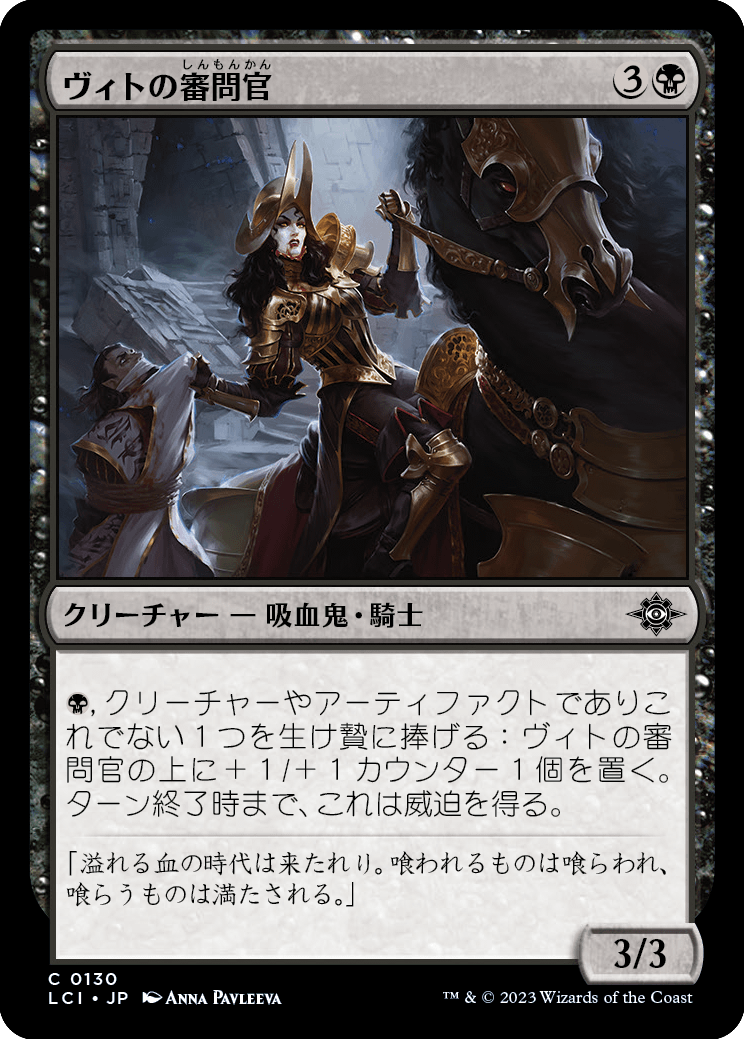 しんもんかん
ヴィトの審問官 3
クリーチャー — 吸血鬼・騎士
, クリーチャーやアーティファクトでありこ
れでない1つを生け贄に捧げる：ヴィトの審
問官の上に＋1/＋1カウンター1個を置く。
ターン終了時まで、これは威迫を得る。
「溢れる血の時代は来たれり。喰われるものは喰らわれ、
喰らうものは満たされる。」
3/3
C 0130
LCI • JP ANNA PAVLEEVA
™ & © 2023 Wizards of the Coast